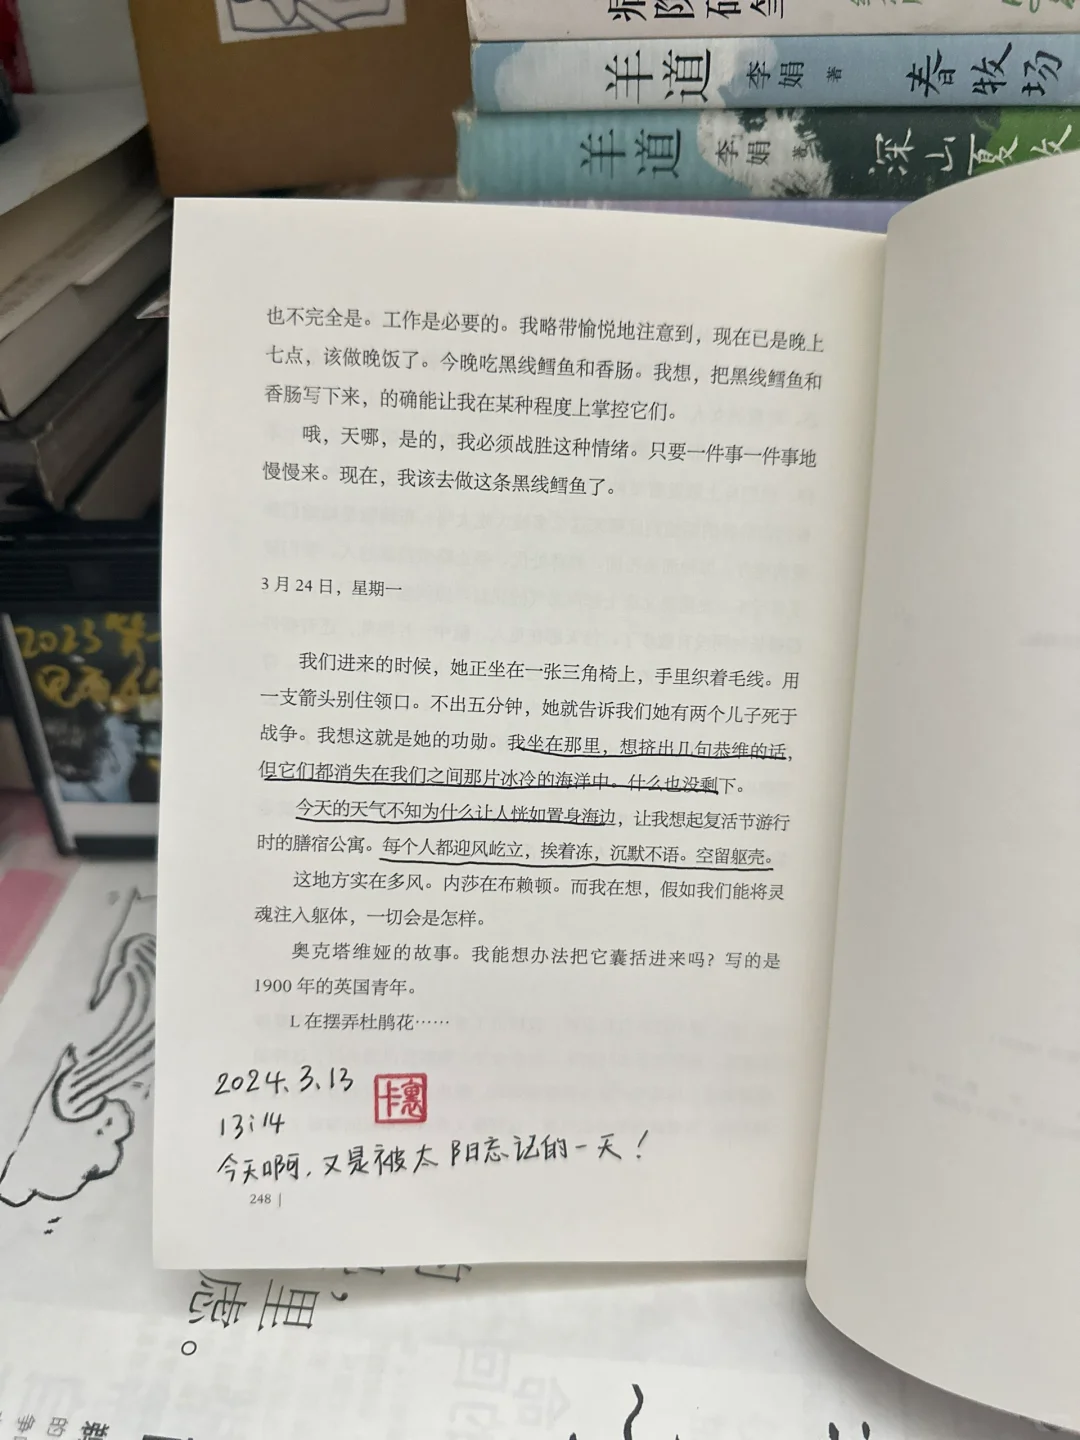 羊道 李娟 著 春牧场
羊道 李娟 著 深山夏牧
也不完全是。工作是必要的。我略带愉悦地注意到，现在已是晚上
七点，该做晚饭了。今晚吃黑线鳕鱼和香肠。我想，把黑线鳕鱼和
香肠写下来，的确能让我在某种程度上掌控它们。
哦，天哪，是的，我必须战胜这种情绪。只要一件事一件事地
慢慢来。现在，我该去做这条黑线鳕鱼了。
3 月 24 日，星期一
我们进来的时候，她正坐在一张三角椅上，手里织着毛线。用
一支箭头别住领口。不出五分钟，她就告诉我们她有两个儿子死于
战争。我想这就是她的功勋。我坐在那里，想挤出几句恭维的话，
但它们都消失在我们之间那片冰冷的海洋中。什么也没剩下。
今天的天气不知为什么让人恍如置身海边，让我想起复活节游行
时的膳宿公寓。每个人都迎风屹立，挨着冻，沉默不语。空留躯壳。
这地方实在多风。内莎在布赖顿。而我在想，假如我们能将灵
魂注入躯体，一切会是怎样。
奥克塔维娅的故事。我能想办法把它囊括进来吗？写的是
1900 年的英国青年。
L 在摆弄杜鹃花……
2024.3.13
卡裏
13:14
今天啊，又是被太阳忘记的一天！
248 |
2023 第一
里，
虑。